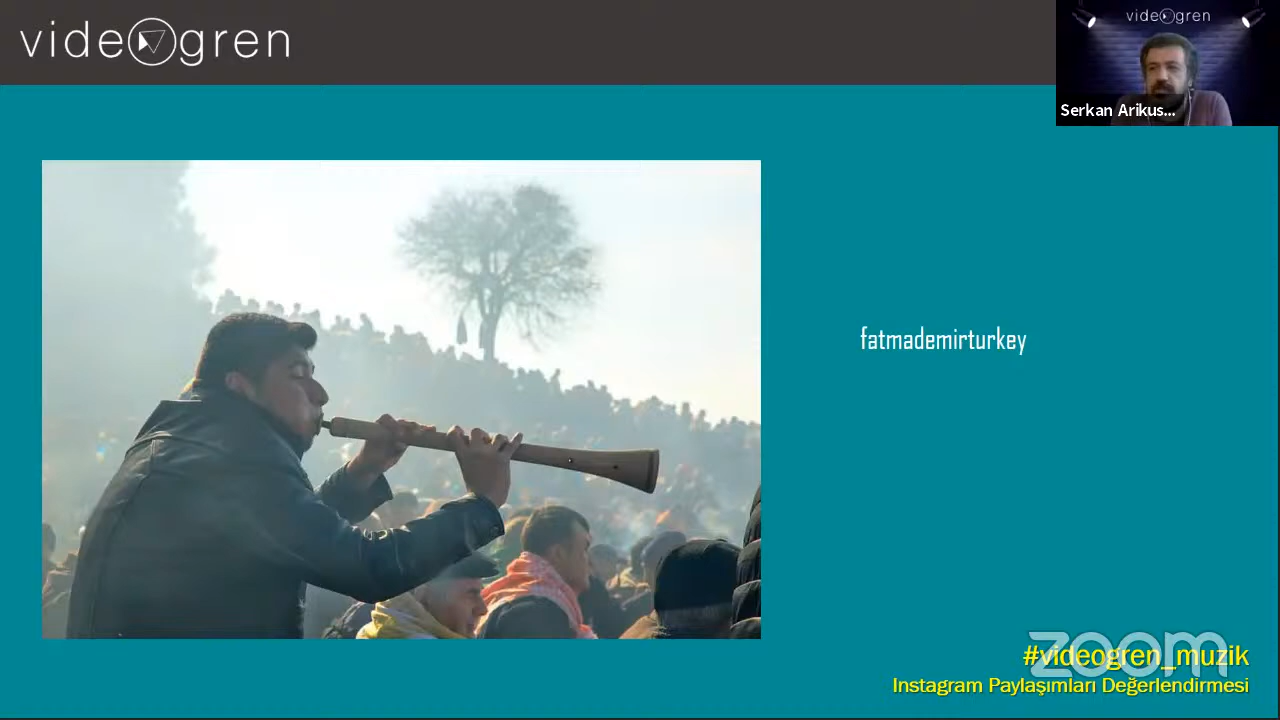 videogren
videogren
Serkan Arikus...
fatmademirturkey
zoom
#videogren_muzik
Instagram Paylaşımları Değerlendirmesi